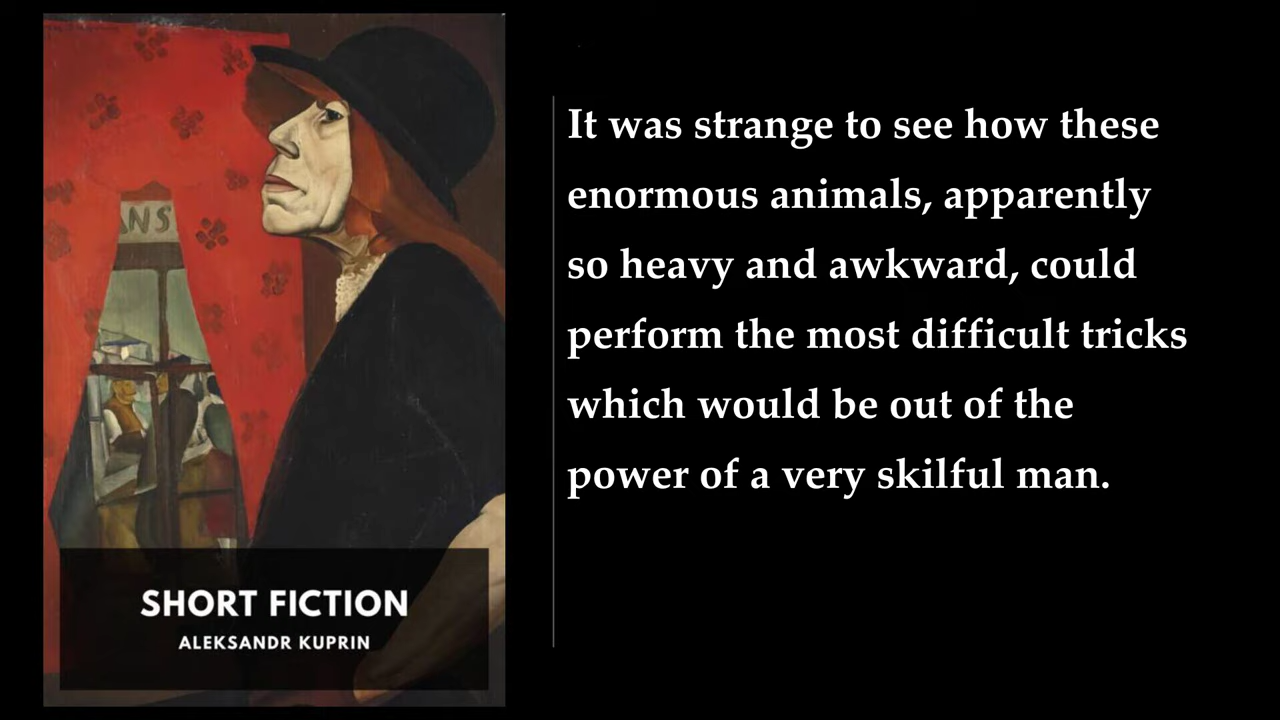 ANS
SHORT FICTION
ALEKSANDR KUPRIN
It was strange to see how these
enormous animals, apparently
so heavy and awkward, could
perform the most difficult tricks
which would be out of the
power of a very skilful man.